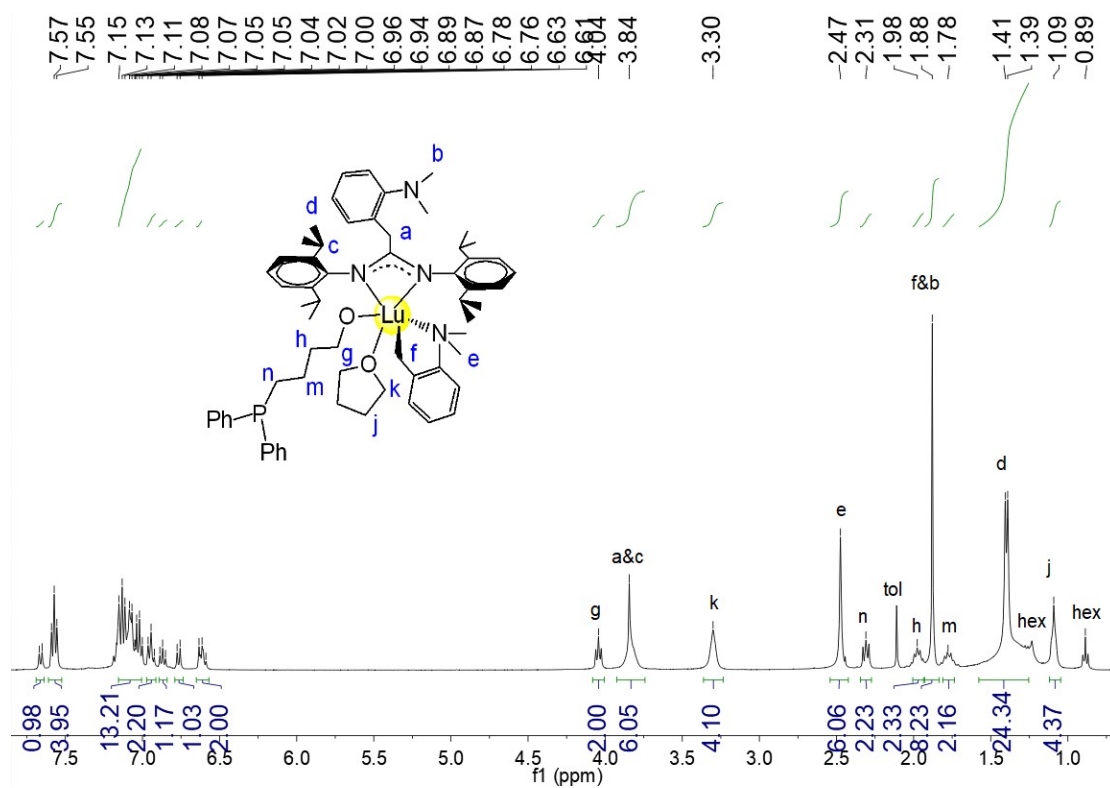 7.57 7.55 7.15 7.13 7.11 7.08 7.07 7.05 7.05 7.04 7.02 7.00 6.96 6.94 6.89 6.87 6.78 6.76 6.63 6.61 4.04 3.84 3.30 2.47 2.31 1.98 1.88 1.78 1.41 1.39 1.09 0.89
b
N
d
a
c
N N
O Lu N
h
g O f e
n m k
Ph P j
Ph
f&b
d
e
a&c
j
g k n tol h m hex hex
0.98 3.95 13.21 2.20 1.17 1.03 2.00 2.00 6.05 4.10 6.06 2.23 2.33 8.23 2.16 24.34 4.37
7.5 7.0 6.5 6.0 5.5 5.0 4.5 4.0 3.5 3.0 2.5 2.0 1.5 1.0
f1 (ppm)